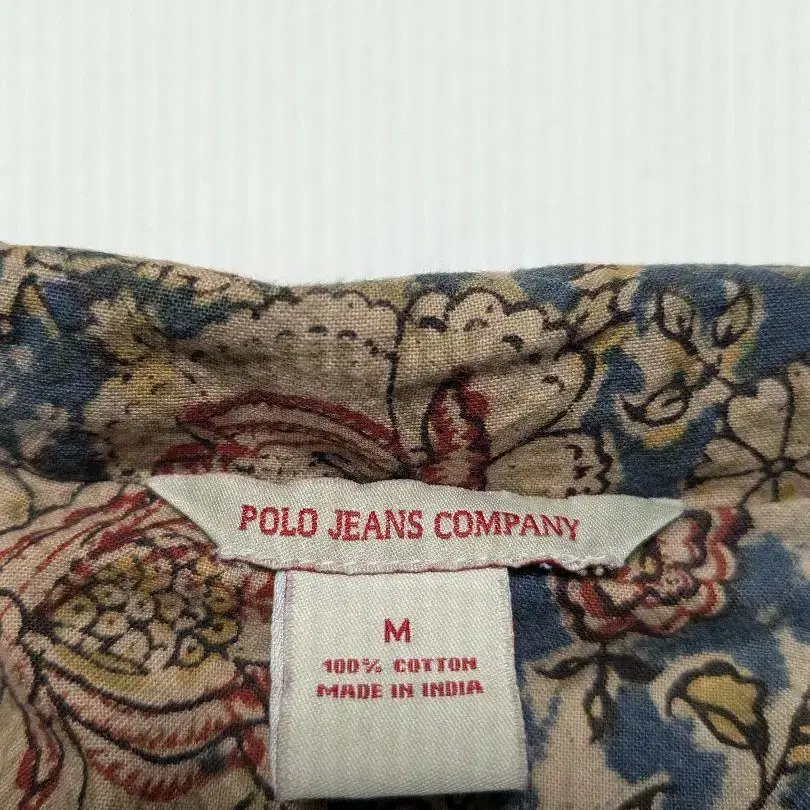 POLO JEANS COMPANY
M
100% COTTON
MADE IN INDIA